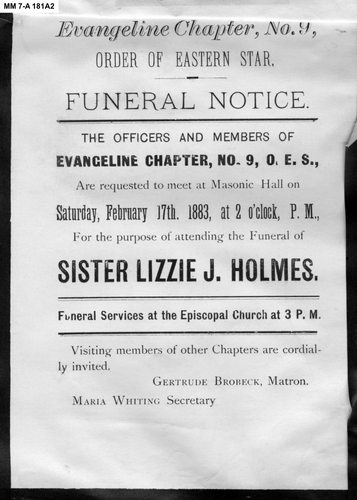 MM 7-A 181A2
Evangeline Chapter, No. 9,
ORDER OF EASTERN STAR.
FUNERAL NOTICE.
THE OFFICERS AND MEMBERS OF
EVANGELINE CHAPTER, NO. 9, O. E. S.,
Are requested to meet at Masonic Hall on
Saturday, February 17th. 1883, at 2 o'clock, P. M.,
For the purpose of attending the Funeral of
SISTER LIZZIE J. HOLMES.
Funeral Services at the Episcopal Church at 3 P. M.
Visiting members of other Chapters are cordial-
ly invited.
GERTRUDE BROBECK, Matron.
MARIA WHITING Secretary